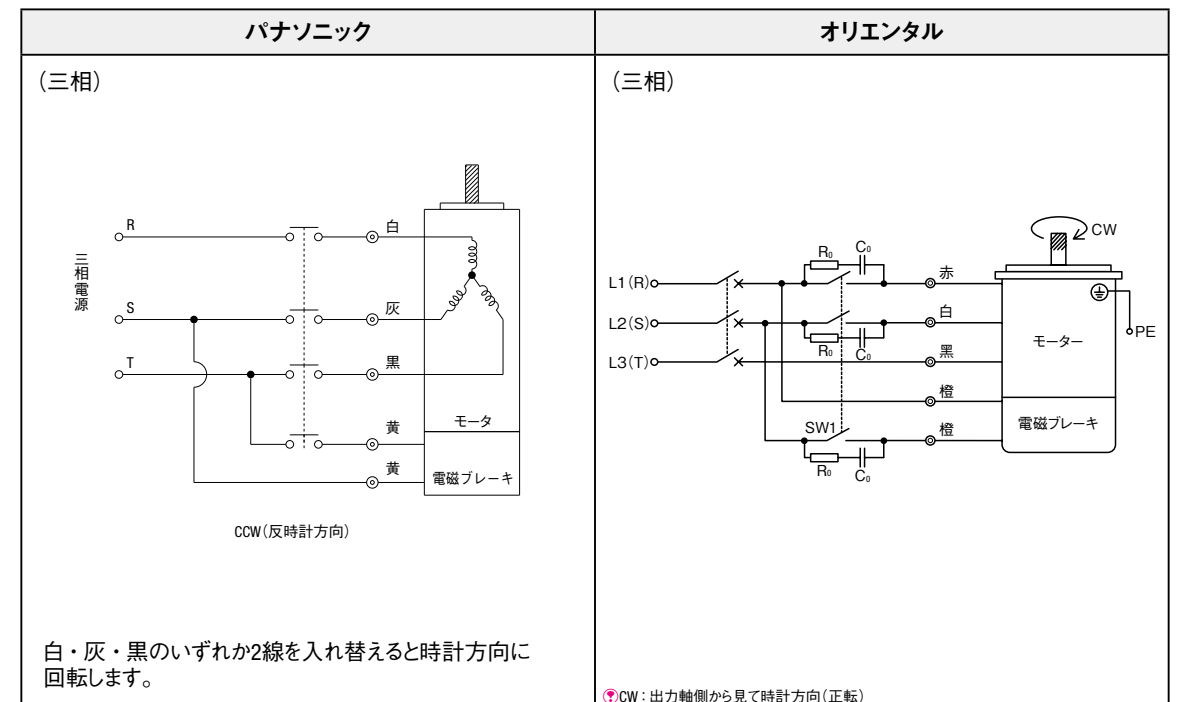 パナソニック
オリエンタル
(三相)
三相電源
R
S
T
白
灰
黒
黄
黄
モータ
電磁ブレーキ
CCW(反時計方向)
白・灰・黒のいずれか2線を入れ替えると時計方向に
回転します。
(三相)
CW
R₀
C₀
L1(R)
L2(S)
L3(T)
R₀
C₀
赤
白
黒
橙
橙
SW1
R₀
C₀
モーター
電磁ブレーキ
PE
CW:出力軸側から見て時計方向(正転)